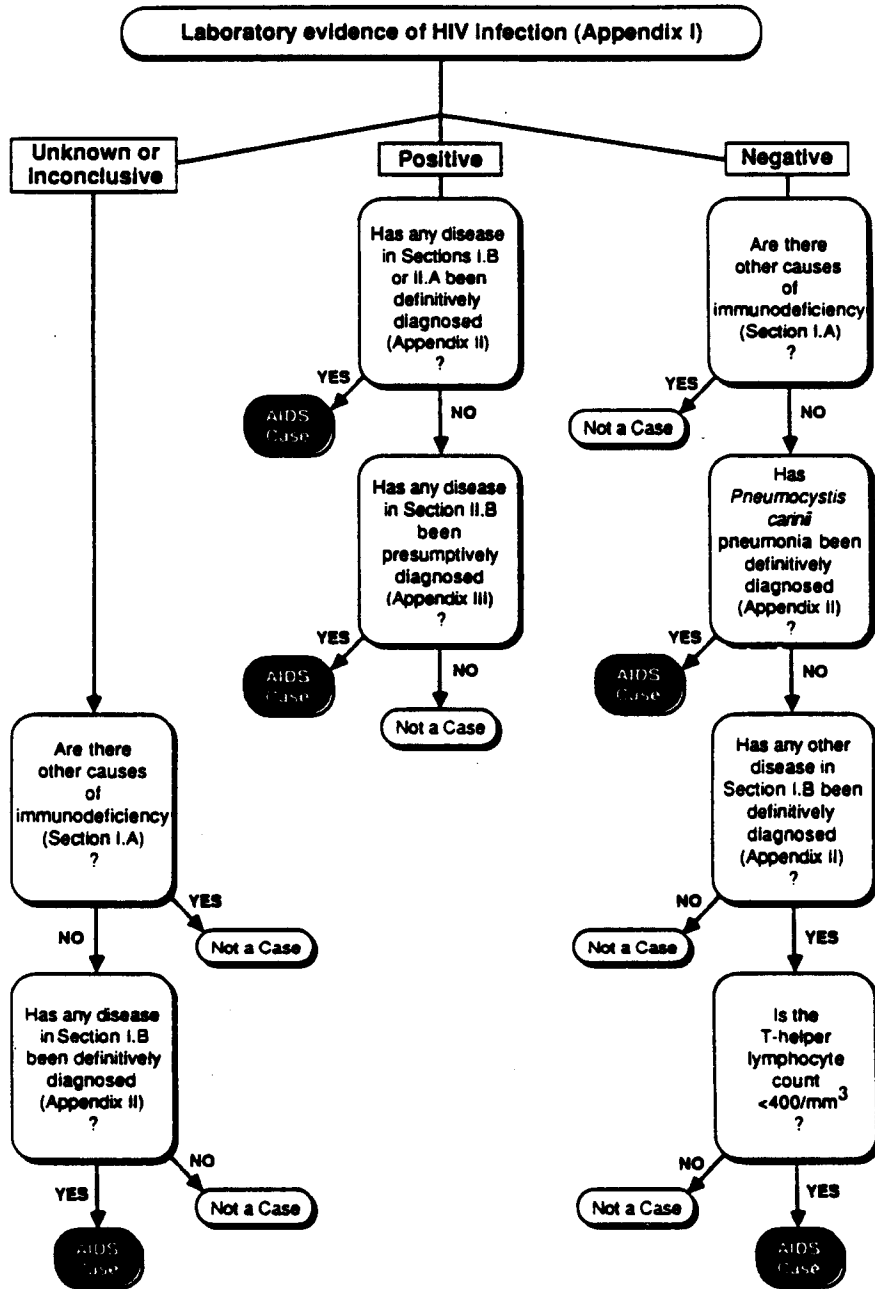 Laboratory evidence of HIV Infection (Appendix I)
Unknown or
Inconclusive
Positive
Negative
Has any disease
in Sections I.B
or II.A been
definitively
diagnosed
(Appendix II)
?
YES
AIDS
Case
NO
Has any disease
in Section II.B
been
presumptively
diagnosed
(Appendix III)
?
YES
AIDS
Case
NO
Not a Case
Are there
other causes
of
immunodeficiency
(Section I.A)
?
YES
Not a Case
NO
Has
Pneumocystis
carinii
pneumonia been
definitively
diagnosed
(Appendix II)
?
YES
AIDS
Case
NO
Has any other
disease in
Section I.B been
definitively
diagnosed
(Appendix II)
?
NO
Not a Case
YES
Is the
T-helper
lymphocyte
count
<400/mm3
?
NO
Not a Case
YES
AIDS
Case
Are there
other causes
of
immunodeficiency
(Section I.A)
?
YES
Not a Case
NO
Has any disease
in Section I.B
been definitively
diagnosed
(Appendix II)
?
NO
Not a Case
YES
AIDS
Case